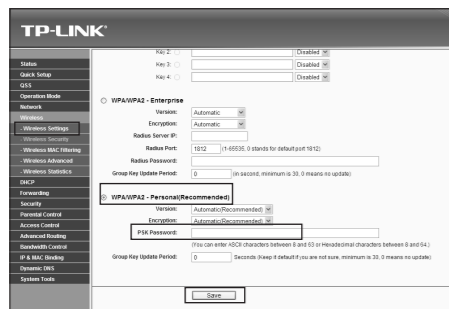 TP-LINK®
Key 2:
Disabled
Key 3:
Disabled
Key 4:
Disabled
Status
Quick Setup
QSS
Operation Mode
Network
Wireless
- Wireless Settings
- Wireless Security
- Wireless MAC Filtering
- Wireless Advanced
- Wireless Statistics
DHCP
Forwarding
Security
Parental Control
Access Control
Advanced Routing
Bandwidth Control
IP & MAC Binding
Dynamic DNS
System Tools
WPA/WPA2 - Enterprise
Version: Automatic
Encryption: Automatic
Radius Server IP:
Radius Port: 1812 (1-65535, 0 stands for default port 1812)
Radius Password:
Group Key Update Period: 0 (in second, minimum is 30, 0 means no update)
WPA/WPA2 - Personal(Recommended)
Version: Automatic(Recommended)
Encryption: Automatic(Recommended)
PSK Password:
(You can enter ASCII characters between 8 and 63 or Hexadecimal characters between 8 and 64.)
Group Key Update Period: 0 Seconds (Keep it default if you are not sure, minimum is 30, 0 means no update)
Save